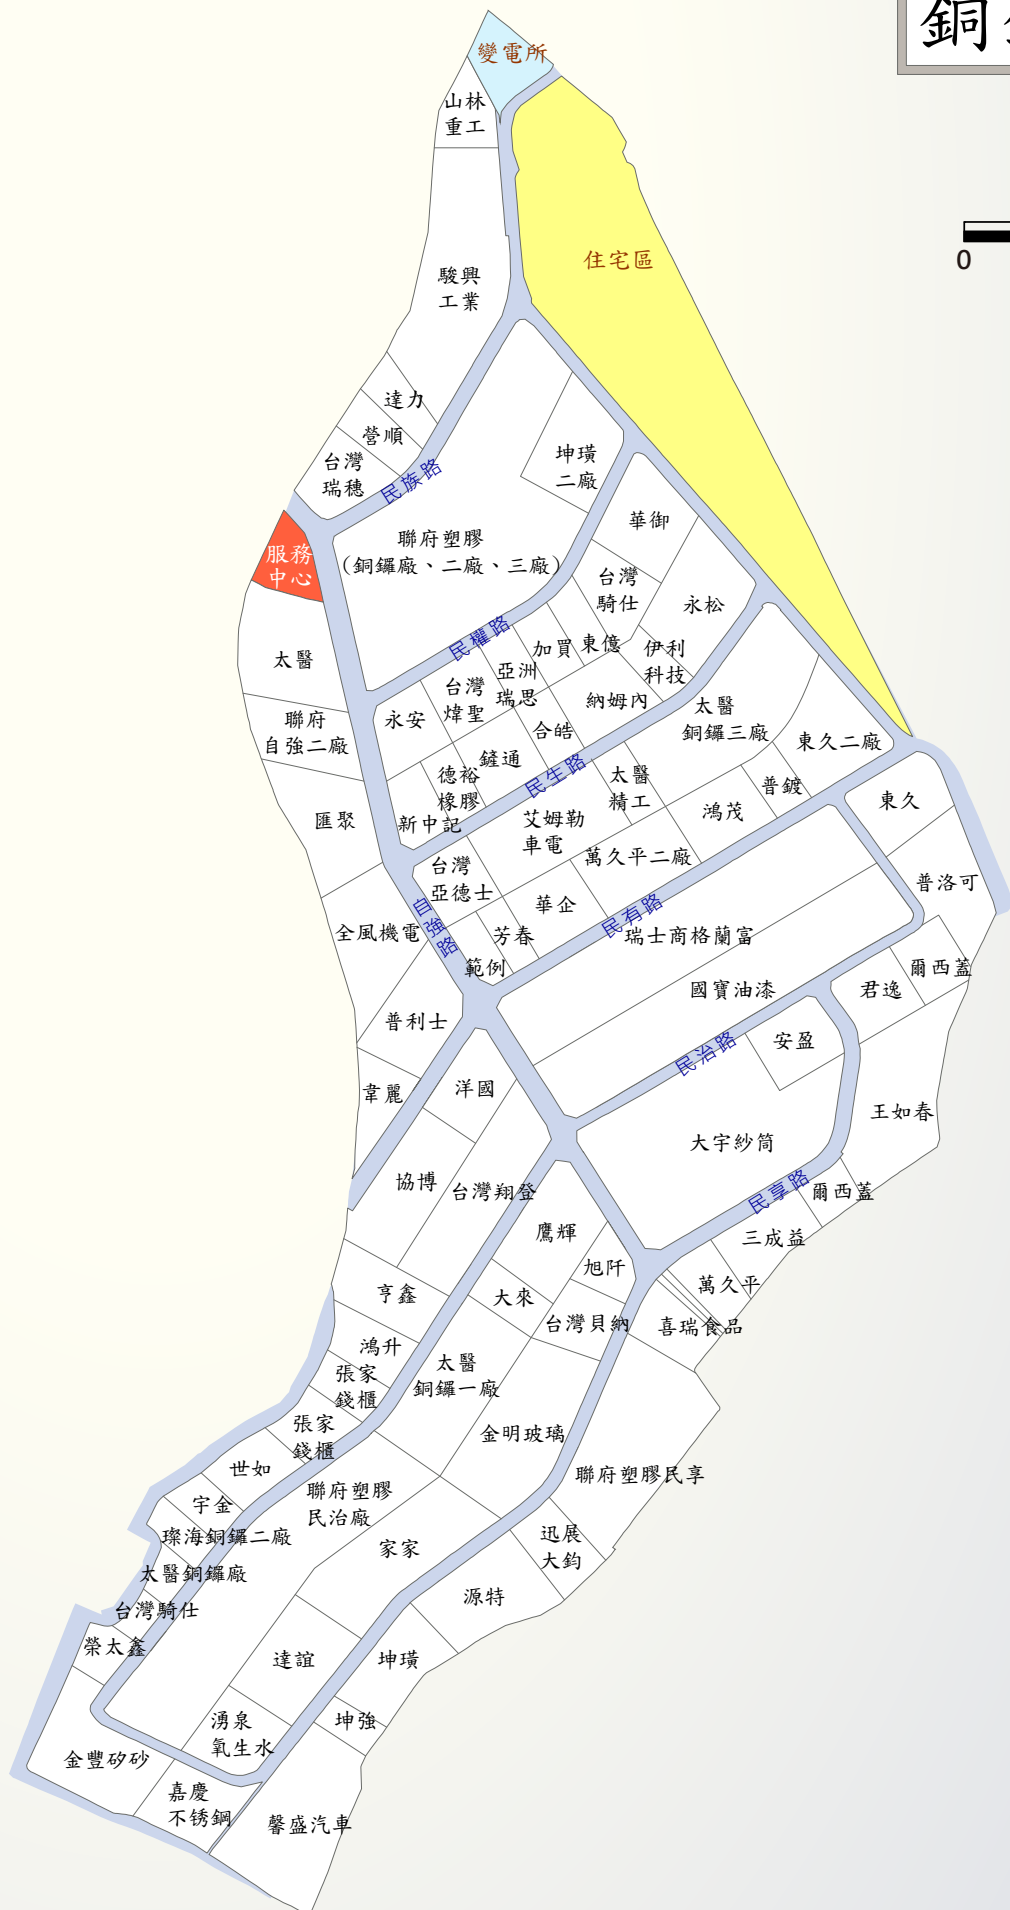 銅
0
變電所
山林
重工
住宅區
駿興
工業
達力
營順
台灣
瑞穗
民族路
坤璜
二廠
聯府塑膠
(銅鑼廠、二廠、三廠)
服務
中心
華御
台灣
騎仕
永松
民權路
加買
東億
伊利
科技
太醫
亞洲
瑞思
台灣
煒聖
納姆內
太醫
銅鑼三廠
永安
聯府
自強二廠
合皓
鏟通
東久二廠
德裕
橡膠
民生路
太醫
精工
普鍍
匯聚
新中記
艾姆勒
車電
鴻茂
東久
台灣
亞德士
萬久平二廠
普洛可
華企
自強路
民有路
全風機電
芳春
瑞士商格蘭富
範例
爾西蓋
國寶油漆
君逸
普利士
安盈
民治路
韋麗
洋國
王如春
大宇紗筒
協博
台灣翔登
民享路
爾西蓋
鷹輝
三成益
旭阡
萬久平
亨鑫
大來
台灣貝納
喜瑞食品
鴻升
太醫
銅鑼一廠
張家
錢櫃
張家
錢櫃
金明玻璃
世如
聯府塑膠民享
聯府塑膠
民治廠
宇金
璨海銅鑼二廠
家家
迅展
大鈞
太醫銅鑼廠
源特
台灣騎仕
榮太鑫
達誼
坤璜
湧泉
氧生水
坤強
金豐矽砂
嘉慶
不锈鋼
馨盛汽車